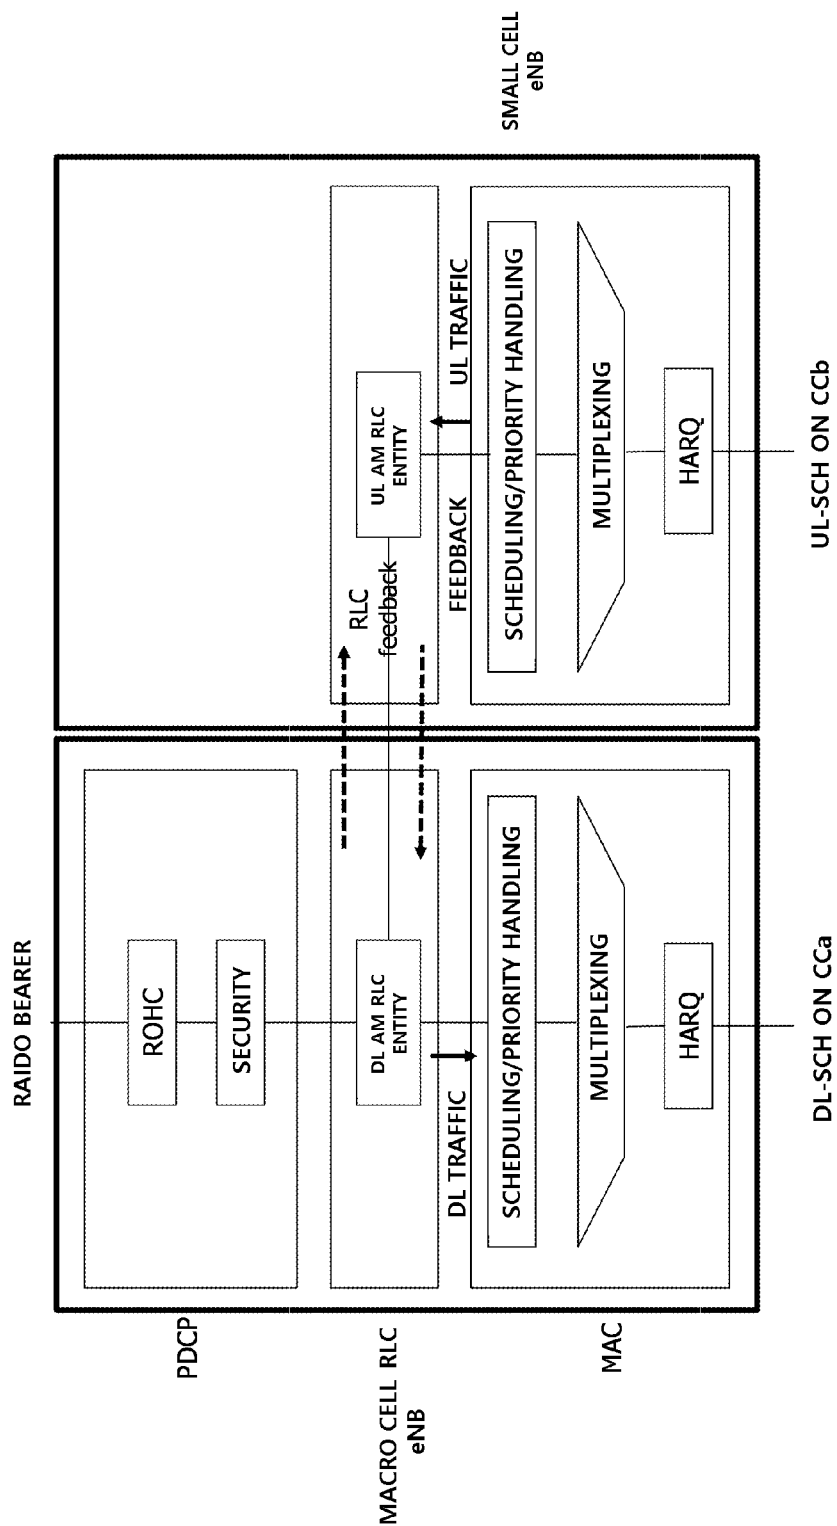 RAIDO BEARER
PDCP
ROHC
SECURITY
MACRO CELL RLC
eNB
DL AM RLC
ENTITY
RLC
feedback
UL AM RLC
ENTITY
SMALL CELL
eNB
DL TRAFFIC
FEEDBACK
UL TRAFFIC
MAC
SCHEDULING/PRIORITY HANDLING
MULTIPLEXING
HARQ
SCHEDULING/PRIORITY HANDLING
MULTIPLEXING
HARQ
DL-SCH ON CCa
UL-SCH ON CCb